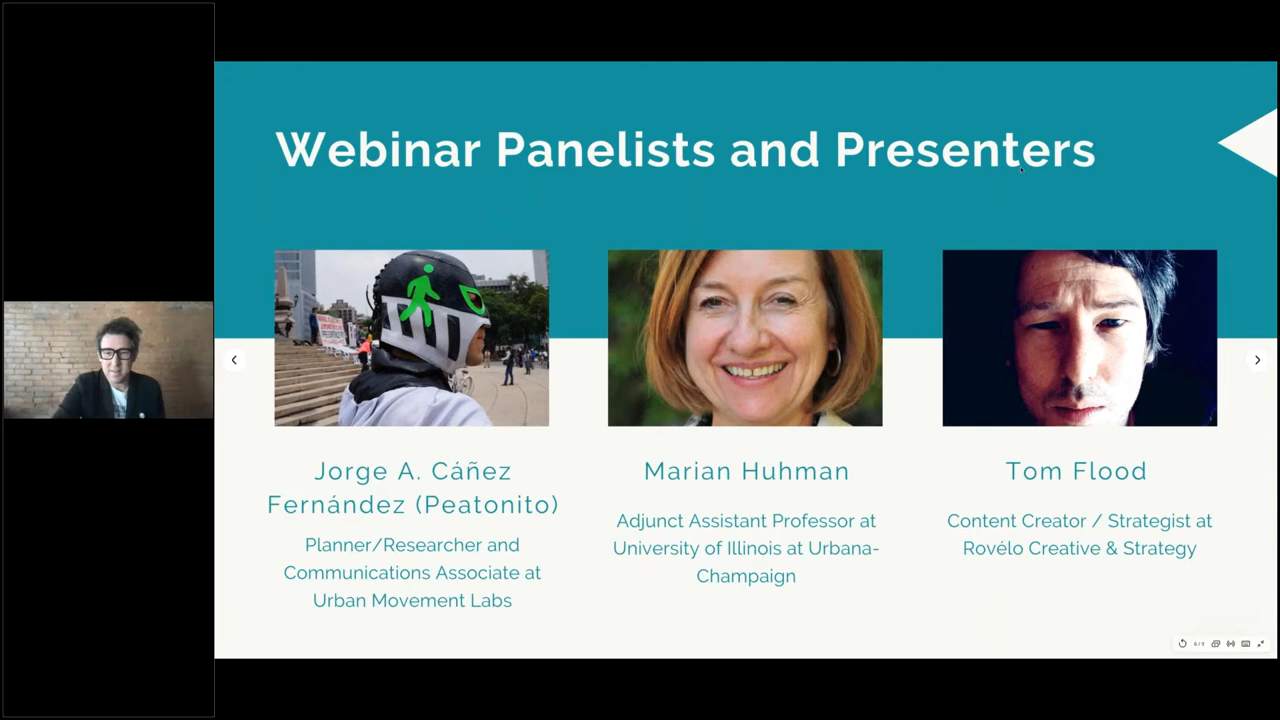 Webinar Panelists and Presenters
Jorge A. Cáñez
Fernández (Peatonito)
Planner/Researcher and
Communications Associate at
Urban Movement Labs
Marian Huhman
Adjunct Assistant Professor at
University of Illinois at Urbana-
Champaign
Tom Flood
Content Creator / Strategist at
Rovélo Creative & Strategy